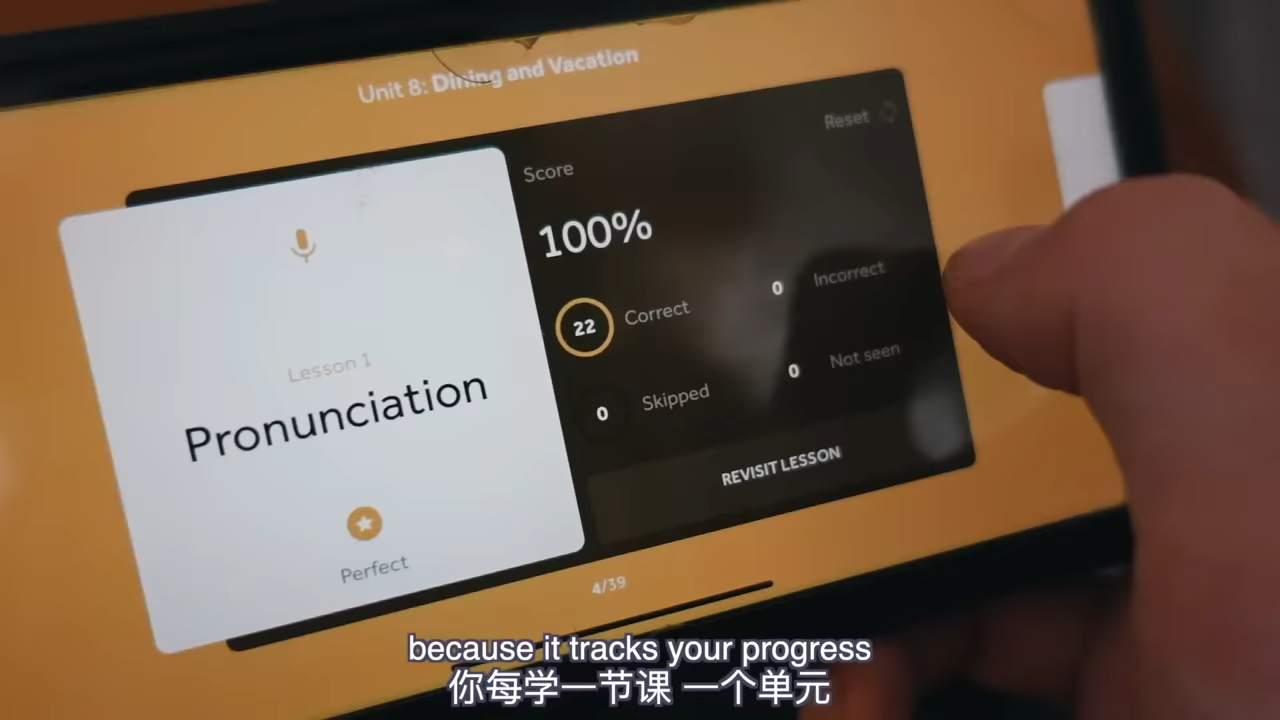 Unit 8: Dining and Vacation
Reset
Score
100%
22 Correct
0 Incorrect
0 Skipped
0 Not seen
REVISIT LESSON
Lesson 1
Pronunciation
Perfect
4/39
because it tracks your progress
你每学一节课 一个单元